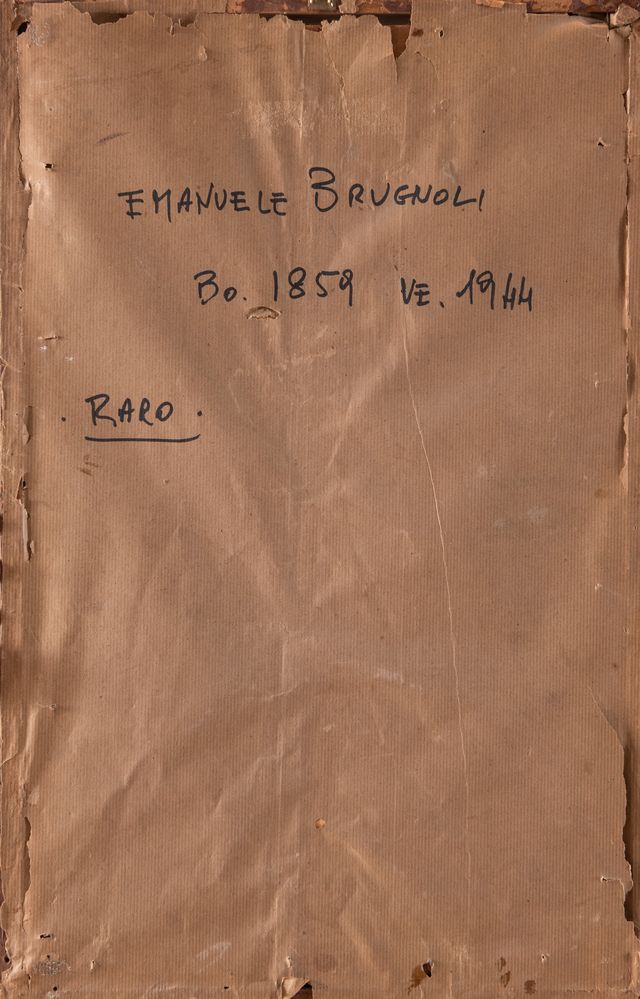 EMANUELE BRUGNOLI
Bo. 1859 VE. 1944
. RARO .